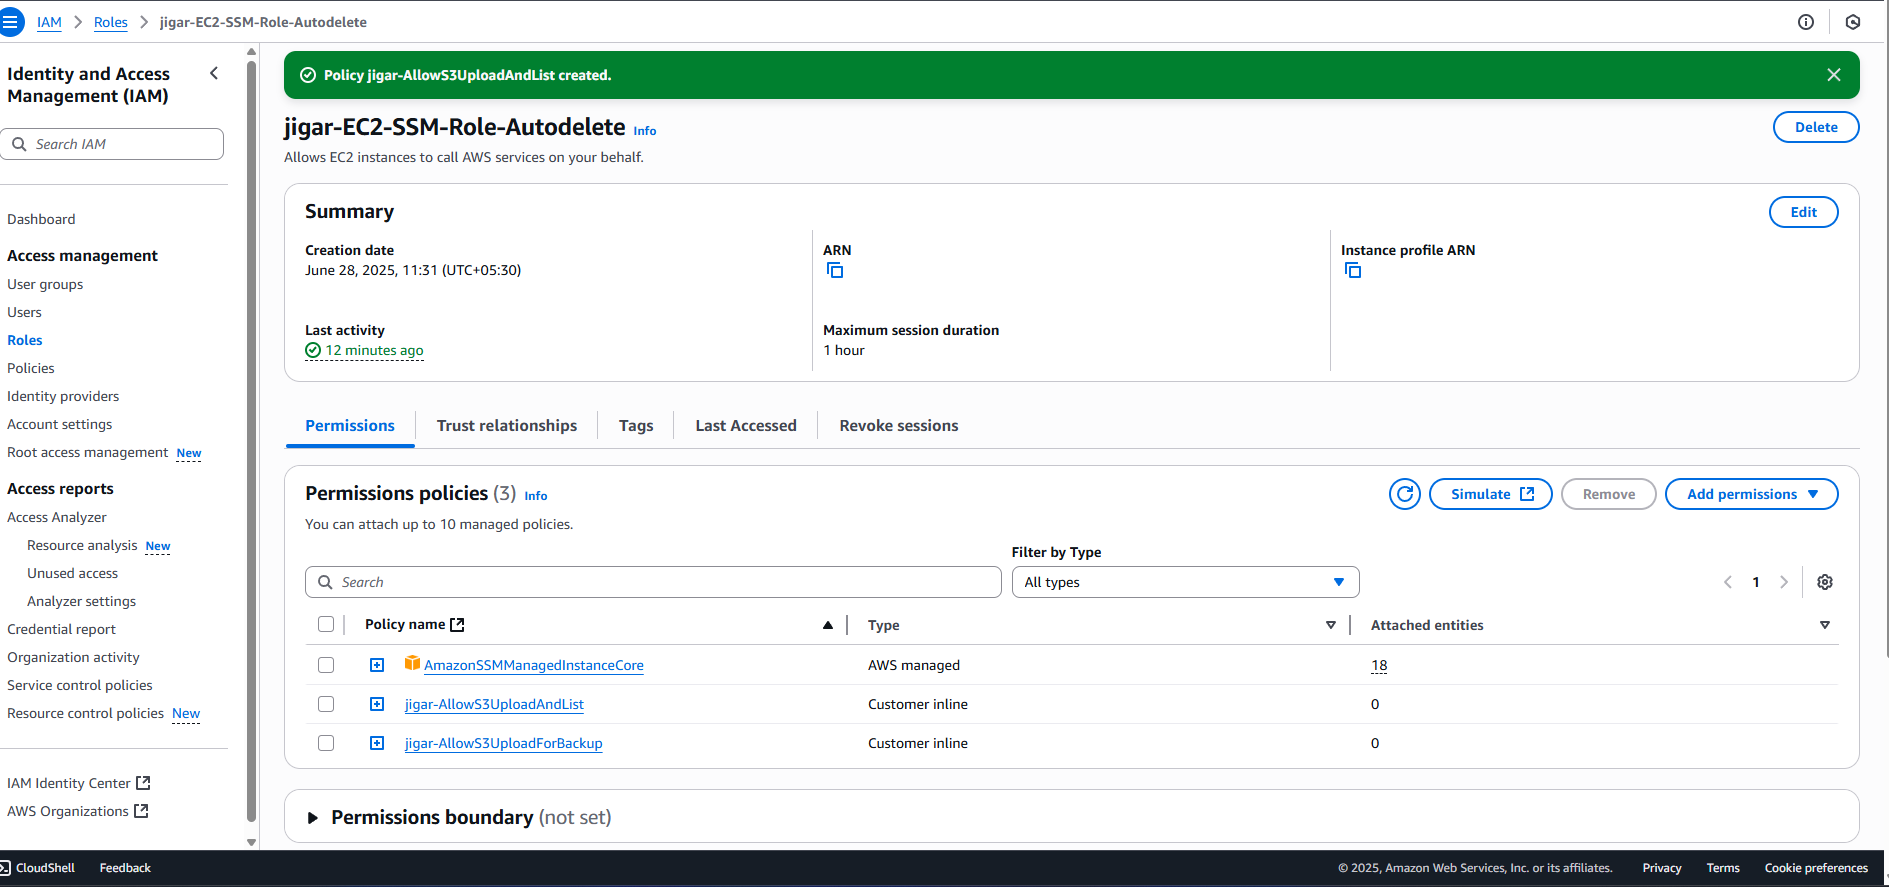 IAM > Roles > jigar-EC2-SSM-Role-Autodelete
Identity and Access
Management (IAM)
Search IAM
Dashboard
Access management
User groups
Users
Roles
Policies
Identity providers
Account settings
Root access management New
Access reports
Access Analyzer
Resource analysis New
Unused access
Analyzer settings
Credential report
Organization activity
Service control policies
Resource control policies New
IAM Identity Center
AWS Organizations
Policy jigar-AllowS3UploadAndList created.
jigar-EC2-SSM-Role-Autodelete Info
Delete
Allows EC2 instances to call AWS services on your behalf.
Summary
Edit
Creation date
June 28, 2025, 11:31 (UTC+05:30)
ARN
Instance profile ARN
Last activity
12 minutes ago
Maximum session duration
1 hour
Permissions Trust relationships Tags Last Accessed Revoke sessions
Permissions policies (3) Info
Simulate Remove Add permissions
You can attach up to 10 managed policies.
Filter by Type
Search All types 1
Policy name Type Attached entities
AmazonSSMManagedInstanceCore AWS managed 18
jigar-AllowS3UploadAndList Customer inline 0
jigar-AllowS3UploadForBackup Customer inline 0
Permissions boundary (not set)
CloudShell Feedback © 2025, Amazon Web Services, Inc. or its affiliates. Privacy Terms Cookie preferences